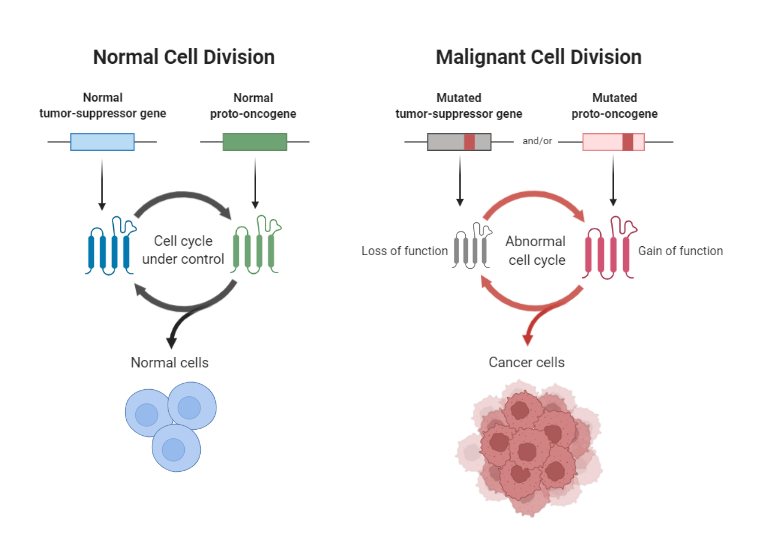 Normal Cell Division
Normal
tumor-suppressor gene
Normal
proto-oncogene
Cell cycle
under control
Normal cells
Malignant Cell Division
Mutated
tumor-suppressor gene
and/or
Mutated
proto-oncogene
Loss of function
Abnormal
cell cycle
Gain of function
Cancer cells